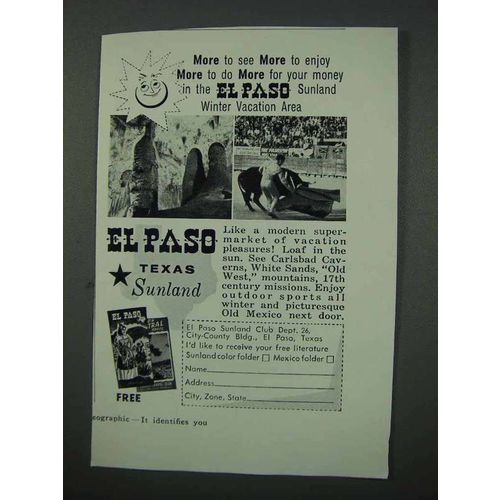 More to see More to enjoy
More to do More for your money
in the EL PASO Sunland
Winter Vacation Area
EL PASO
★ TEXAS
Sunland
Like a modern super-
market of vacation
pleasures! Loaf in the
sun. See Carlsbad Cav-
erns, White Sands, "Old
West," mountains, 17th
century missions. Enjoy
outdoor sports all
winter and picturesque
Old Mexico next door.
EL PASO
FREE
El Paso Sunland Club Dept. 26,
City-County Bldg., El Paso, Texas
I'd like to receive your free literature
Sunland color folder □ Mexico folder □
Name
Address
City, Zone, State
eographic—It identifies you